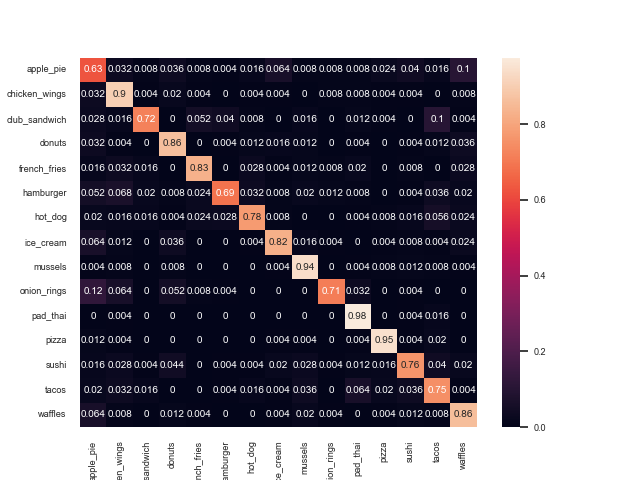 apple_pie 0.63 0.032 0.008 0.036 0.008 0.004 0.016 0.064 0.008 0.008 0.008 0.024 0.04 0.016 0.1
chicken_wings 0.032 0.9 0.004 0.02 0.004 0 0.004 0.004 0 0.008 0.008 0.004 0.004 0 0.008
club_sandwich 0.028 0.016 0.72 0 0.052 0.04 0.008 0 0.016 0 0.012 0.004 0 0.1 0.004
donuts 0.032 0.004 0 0.86 0 0.004 0.012 0.016 0.012 0 0.004 0 0.004 0.012 0.036
french_fries 0.016 0.032 0.016 0 0.83 0 0.028 0.004 0.012 0.008 0.02 0 0.008 0 0.028
hamburger 0.052 0.068 0.02 0.008 0.024 0.69 0.032 0.008 0.02 0.012 0.008 0 0.004 0.036 0.02
hot_dog 0.02 0.016 0.016 0.004 0.024 0.028 0.78 0.008 0 0 0.004 0.008 0.016 0.056 0.024
ice_cream 0.064 0.012 0 0.036 0 0 0.004 0.82 0.016 0.004 0 0.004 0.008 0.004 0.024
mussels 0.004 0.008 0 0.008 0 0 0 0.004 0.94 0 0.004 0.008 0.012 0.008 0.004
onion_rings 0.12 0.064 0 0.052 0.008 0.004 0 0 0 0.71 0.032 0 0.004 0 0
pad_thai 0 0.004 0 0 0 0 0 0 0 0 0.98 0 0.004 0.016 0
pizza 0.012 0.004 0 0 0 0 0 0.004 0.004 0 0.004 0.95 0.004 0.02 0
sushi 0.016 0.028 0.004 0.044 0 0.004 0.004 0.02 0.028 0.004 0.012 0.016 0.76 0.04 0.02
tacos 0.02 0.032 0.016 0 0.004 0.004 0.016 0.004 0.036 0 0.064 0.02 0.036 0.75 0.004
waffles 0.064 0.008 0 0.012 0.004 0 0 0.004 0.02 0.004 0 0.004 0.012 0.008 0.86
apple_pie en_wings sandwich donuts nch_fries amburger hot_dog ce_cream mussels ion_rings pad_thai pizza sushi tacos waffles
0.8
0.6
0.4
0.2
0.0